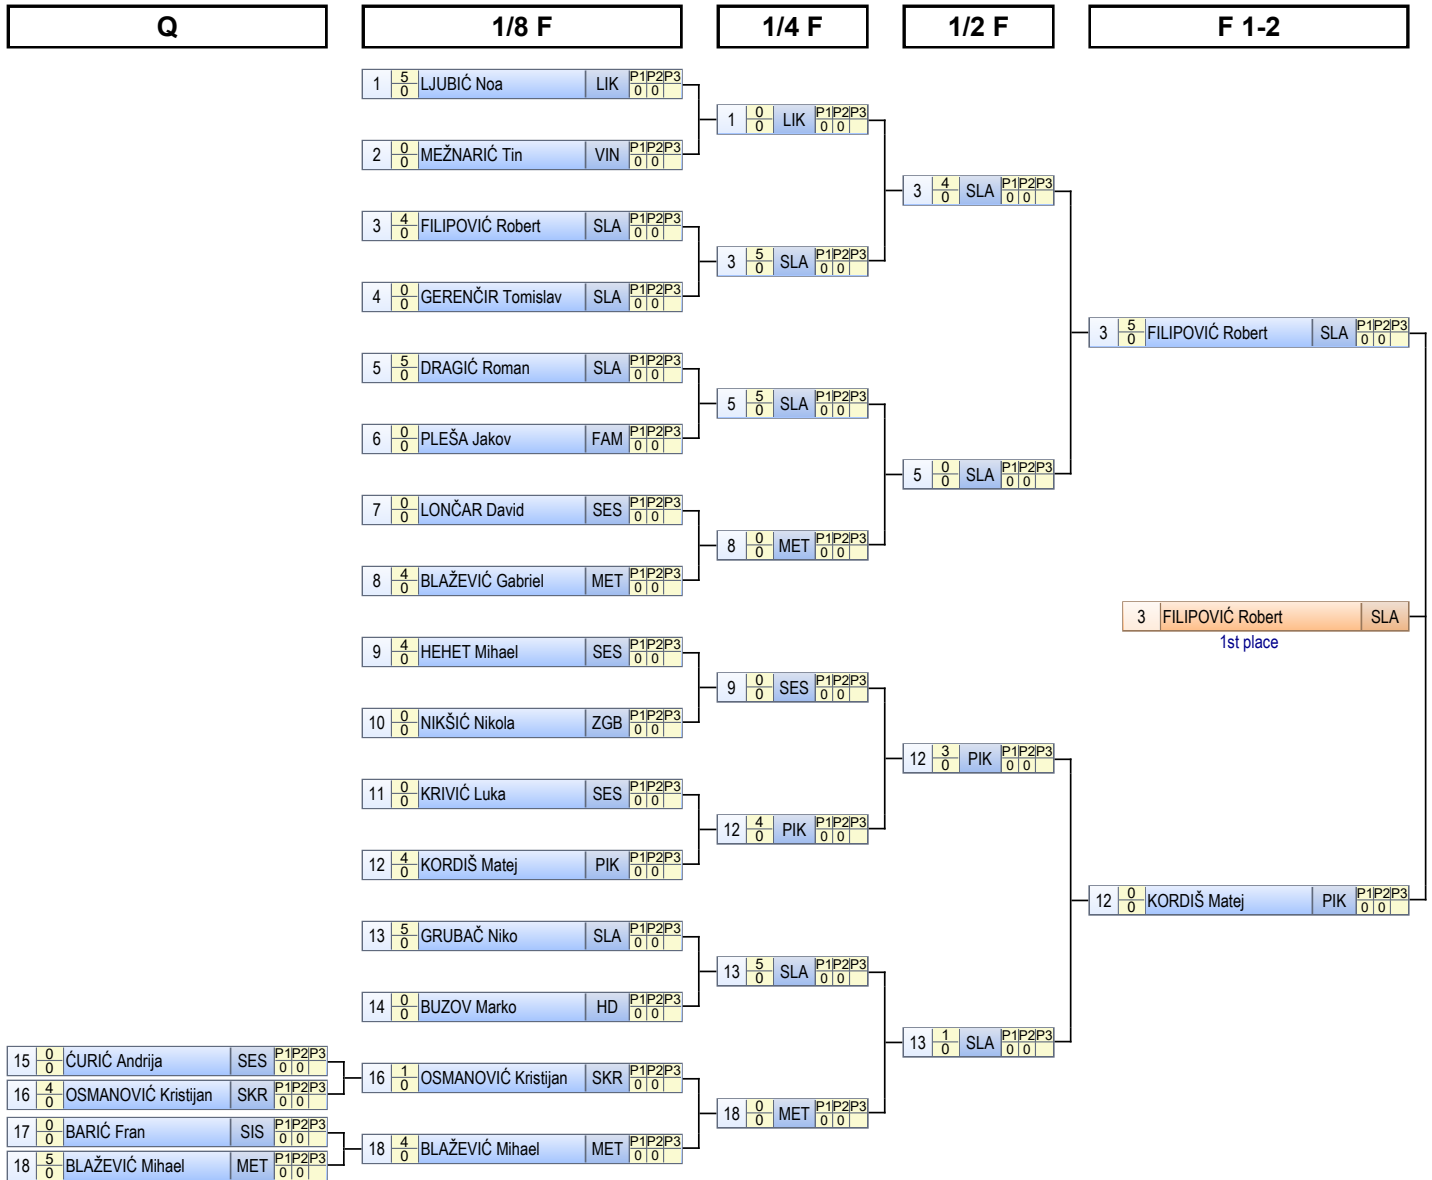 Q 1/8 F 1/4 F 1/2 F F 1-2
1 5 0 LJUBIĆ Noa LIK P1 P2 P3 0 0
1 0 0 LIK P1 P2 P3 0 0
2 0 0 MEŽNARIĆ Tin VIN P1 P2 P3 0 0
3 4 0 SLA P1 P2 P3 0 0
3 4 0 FILIPOVIĆ Robert SLA P1 P2 P3 0 0
3 5 0 SLA P1 P2 P3 0 0
4 0 0 GERENČIR Tomislav SLA P1 P2 P3 0 0
3 5 0 FILIPOVIĆ Robert SLA P1 P2 P3 0 0
5 5 0 DRAGIĆ Roman SLA P1 P2 P3 0 0
5 5 0 SLA P1 P2 P3 0 0
6 0 0 PLEŠA Jakov FAM P1 P2 P3 0 0
5 0 0 SLA P1 P2 P3 0 0
7 0 0 LONČAR David SES P1 P2 P3 0 0
8 0 0 MET P1 P2 P3 0 0
8 4 0 BLAŽEVIĆ Gabriel MET P1 P2 P3 0 0
3 FILIPOVIĆ Robert SLA
1st place
9 4 0 HEHET Mihael SES P1 P2 P3 0 0
9 0 0 SES P1 P2 P3 0 0
10 0 0 NIKŠIĆ Nikola ZGB P1 P2 P3 0 0
12 3 0 PIK P1 P2 P3 0 0
11 0 0 KRIVIĆ Luka SES P1 P2 P3 0 0
12 4 0 PIK P1 P2 P3 0 0
12 4 0 KORDIŠ Matej PIK P1 P2 P3 0 0
12 0 0 KORDIŠ Matej PIK P1 P2 P3 0 0
13 5 0 GRUBAČ Niko SLA P1 P2 P3 0 0
13 5 0 SLA P1 P2 P3 0 0
14 0 0 BUZOV Marko HD P1 P2 P3 0 0
13 1 0 SLA P1 P2 P3 0 0
15 0 0 ĆURIĆ Andrija SES P1 P2 P3 0 0
16 1 0 OSMANOVIĆ Kristijan SKR P1 P2 P3 0 0
16 4 0 OSMANOVIĆ Kristijan SKR P1 P2 P3 0 0
18 0 0 MET P1 P2 P3 0 0
17 0 0 BARIĆ Fran SIS P1 P2 P3 0 0
18 4 0 BLAŽEVIĆ Mihael MET P1 P2 P3 0 0
18 5 0 BLAŽEVIĆ Mihael MET P1 P2 P3 0 0